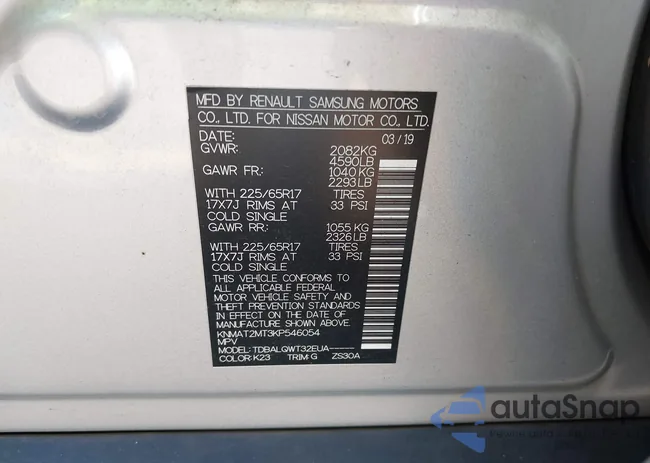 MFD BY RENAULT SAMSUNG MOTORS
CO., LTD. FOR NISSAN MOTOR CO., LTD.
DATE: 03/19
GVWR: 2082KG
4590LB
GAWR FR: 1040 KG
2293LB
WITH 225/65R17 TIRES
17X7J RIMS AT 33 PSI
COLD SINGLE
GAWR RR: 1055 KG
2326LB
WITH 225/65R17 TIRES
17X7J RIMS AT 33 PSI
COLD SINGLE
THIS VEHICLE CONFORMS TO
ALL APPLICABLE FEDERAL
MOTOR VEHICLE SAFETY AND
THEFT PREVENTION STANDARDS
IN EFFECT ON THE DATE OF
MANUFACTURE SHOWN ABOVE.
KNMAT2MT3KP546054
MPV
MODEL: TDBALGWT32EUA-----
COLOR: K23 TRIM: G ZS30A
autoSnap